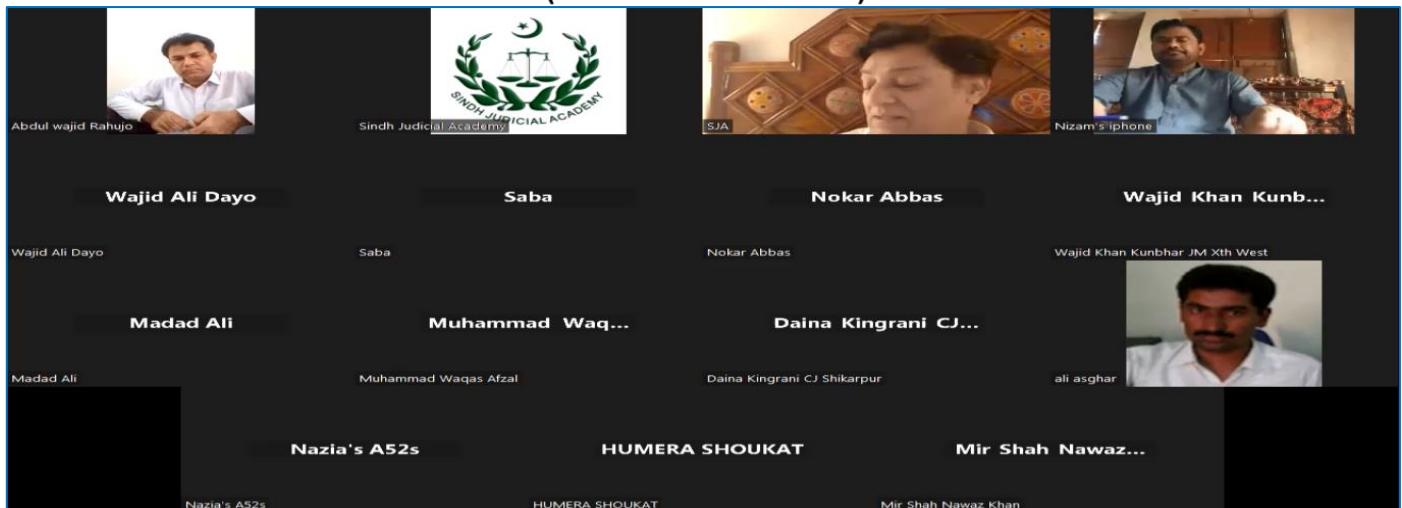 Abdul wajid Rahujo
SINDH JUDICIAL ACADEMY
Sindh Judicial Academy
SJA
Nizam's iphone
Wajid Ali Dayo
Saba
Nokar Abbas
Wajid Khan Kunb...
Wajid Ali Dayo
Saba
Nokar Abbas
Wajid Khan Kunbhar JM Xth West
Madad Ali
Muhammad Waq...
Daina Kingrani CJ...
Madad Ali
Muhammad Waqas Afzal
Daina Kingrani CJ Shikarpur
ali asghar
Nazia's A52s
HUMERA SHOUKAT
Mir Shah Nawaz...
Nazia's A52s
HUMERA SHOUKAT
Mir Shah Nawaz Khan